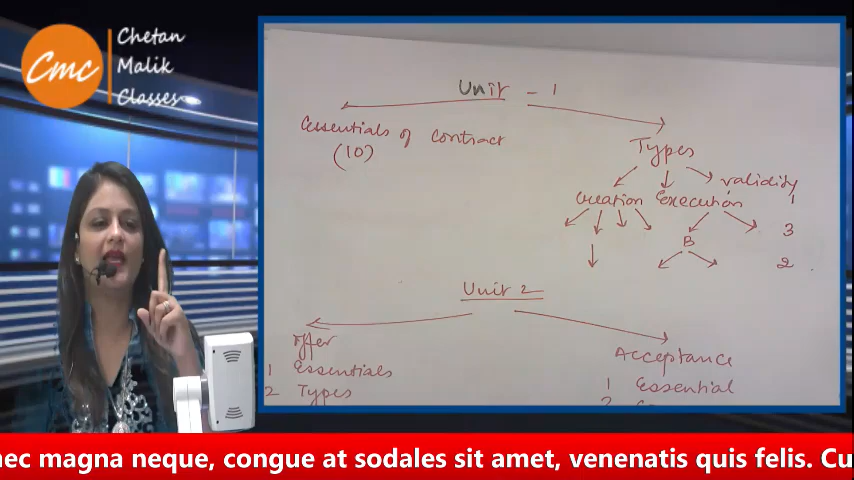 Chetan
Malik
Classes
CMC
Unit - 1
Essentials of contract
(10)
Types
Creation Execution validity
1
3
B
2
Unit 2
offer
1 Essentials
2 Types
Acceptance
1 Essential
2
nec magna neque, congue at sodales sit amet, venenatis quis felis. Cu